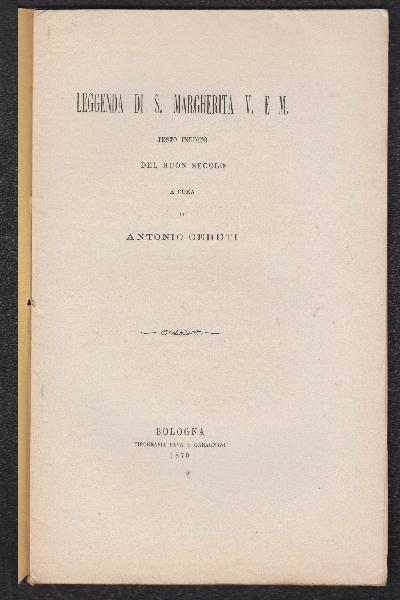 LEGGENDA DI S. MARGHERITA V. E M.
TESTO INEDITO
DEL BUON SECOLO
A CURA
DI
ANTONIO CERUTI
BOLOGNA
TIPOGRAFIA FAVA E GARAGNANI
1870